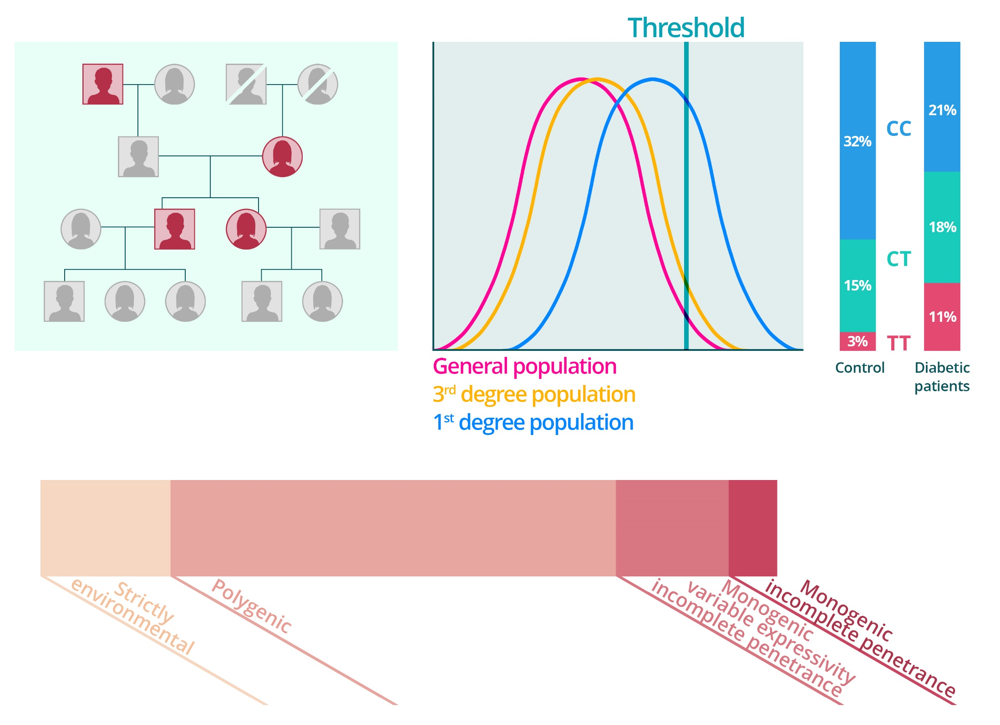 Threshold
32%
15%
3%
CC
CT
TT
21%
18%
11%
Control
Diabetic
patients
General population
3rd degree population
1st degree population
Strictly
environmental
Polygenic
Monogenic
variable expressivity
incomplete penetrance
Monogenic
incomplete penetrance